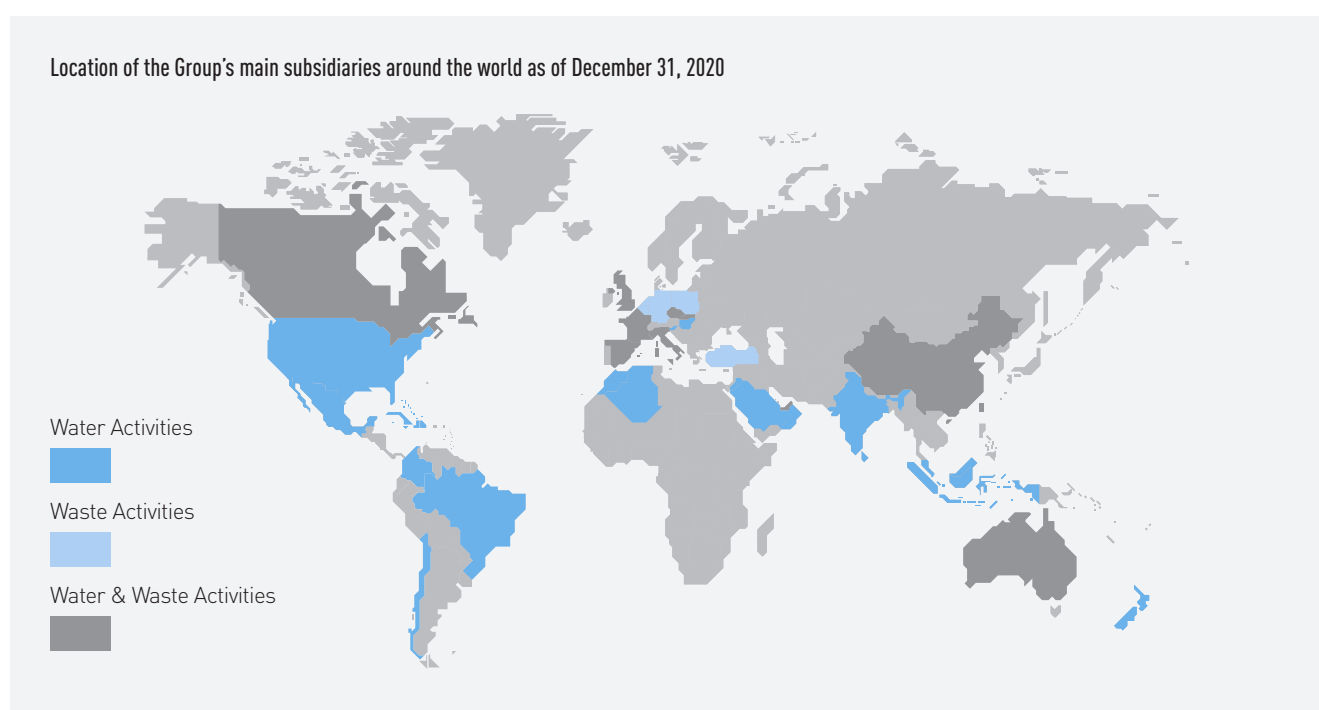 Location of the Group's main subsidiaries around the world as of December 31, 2020
Water Activities
Waste Activities
Water & Waste Activities